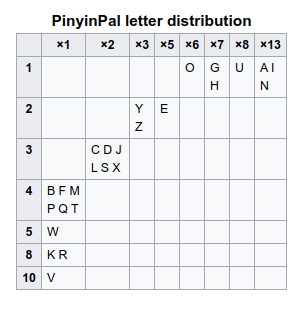 PinyinPal letter distribution
×1 ×2 ×3 ×5 ×6 ×7 ×8 ×13
1 O G H U A I N
2 Y Z E
3 C D J L S X
4 B F M P Q T
5 W
8 K R
10 V